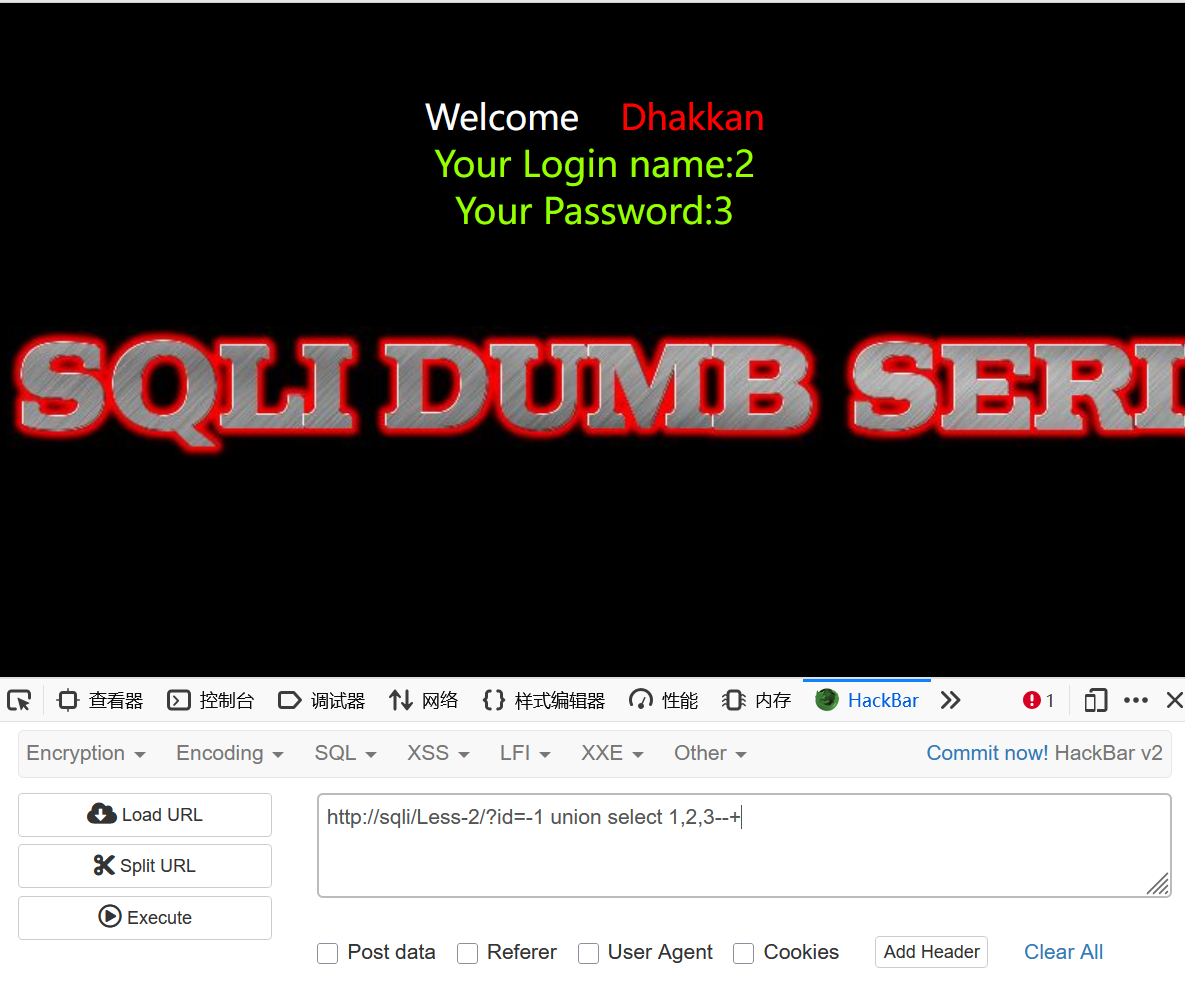 Welcome Dhakkan
Your Login name:2
Your Password:3
SQLI DUMB SERI
查看器 控制台 调试器 网络 {} 样式编辑器 性能 内存 HackBar 1
Encryption Encoding SQL XSS LFI XXE Other Commit now! HackBar v2
Load URL
http://sqli/Less-2/?id=-1 union select 1,2,3--+
Split URL
Execute
Post data Referer User Agent Cookies Add Header Clear All